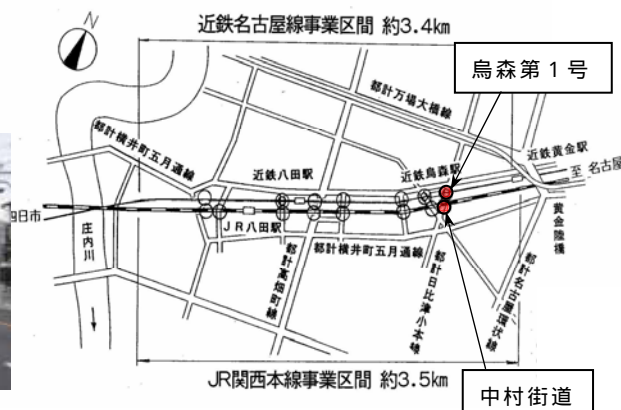 近鉄名古屋線事業区間 約3.4km
烏森第1号
都計万場大橋線
都計横井町五月通線
近鉄八田駅
近鉄烏森駅
近鉄黄金駅
至 名古屋
四日市
庄内川
JR八田駅
都計高畑町線
都計横井町五月通線
都計日比津小本線
都計名古屋環状線
黄金陸橋
JR関西本線事業区間 約3.5km
中村街道